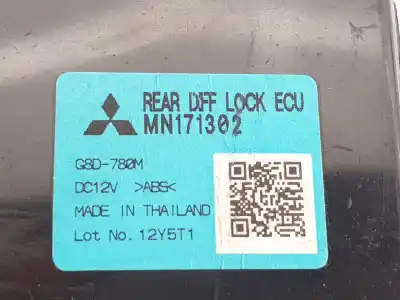 REAR DIFF LOCK ECU
MN171302
G8D-780M
DC12V >ABS<
MADE IN THAILAND
Lot No. 12Y5T1